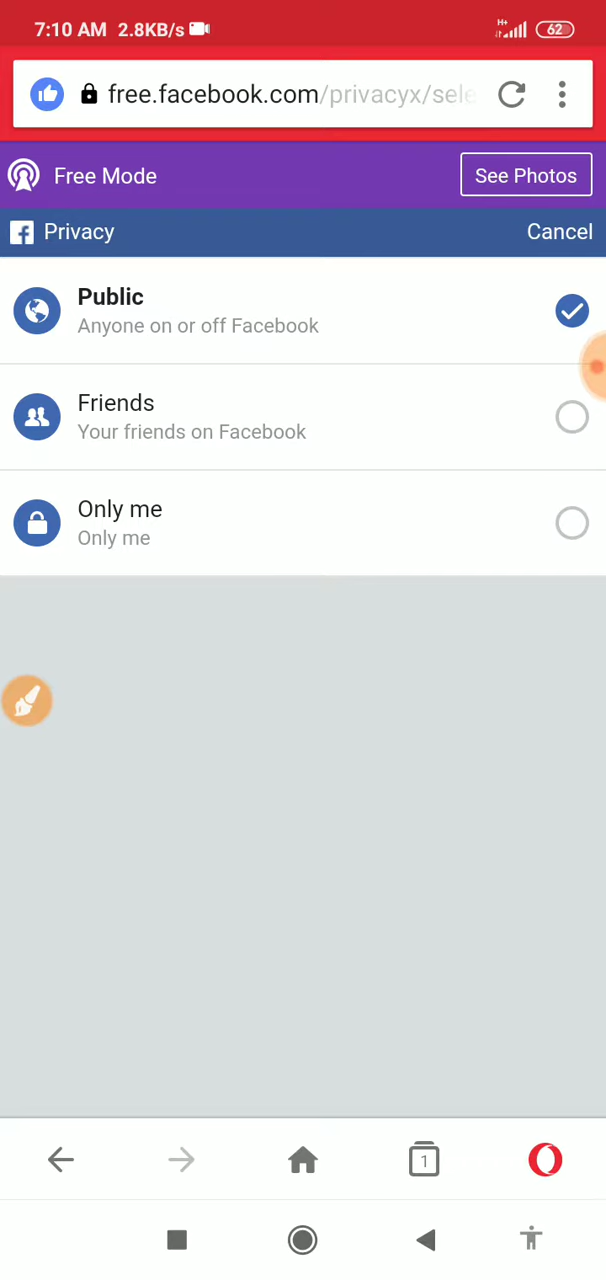 7:10 AM 2.8KB/s H+ 62
free.facebook.com/privacyx/sele
Free Mode See Photos
Privacy Cancel
Public
Anyone on or off Facebook
Friends
Your friends on Facebook
Only me
Only me
1